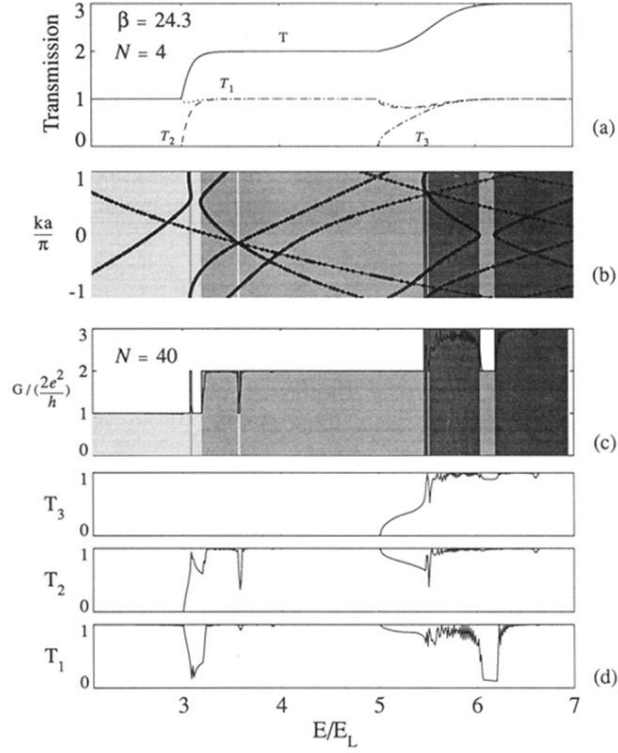 3
β = 24.3
N = 4
T
2
T₁
1
T₂
T₃
0
Transmission
(a)
1
ka/π
0
-1
(b)
3
N = 40
2
G/(2e²/h)
1
0
(c)
1
T₃
0
1
T₂
0
1
T₁
0
(d)
3 4 5 6 7
E/E_L